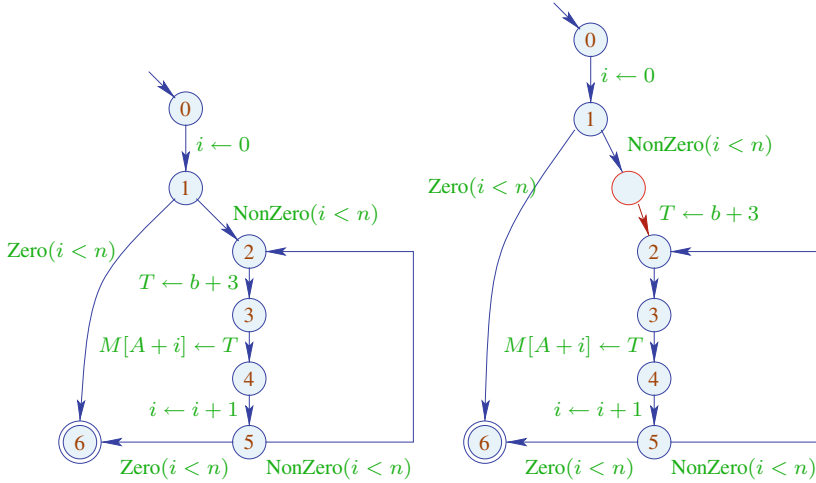 0
i ← 0
1
NonZero(i < n)
Zero(i < n)
2
T ← b + 3
3
M[A + i] ← T
4
i ← i + 1
6
5
Zero(i < n)
NonZero(i < n)
0
i ← 0
1
NonZero(i < n)
Zero(i < n)
T ← b + 3
2
3
M[A + i] ← T
4
i ← i + 1
6
5
Zero(i < n)
NonZero(i < n)